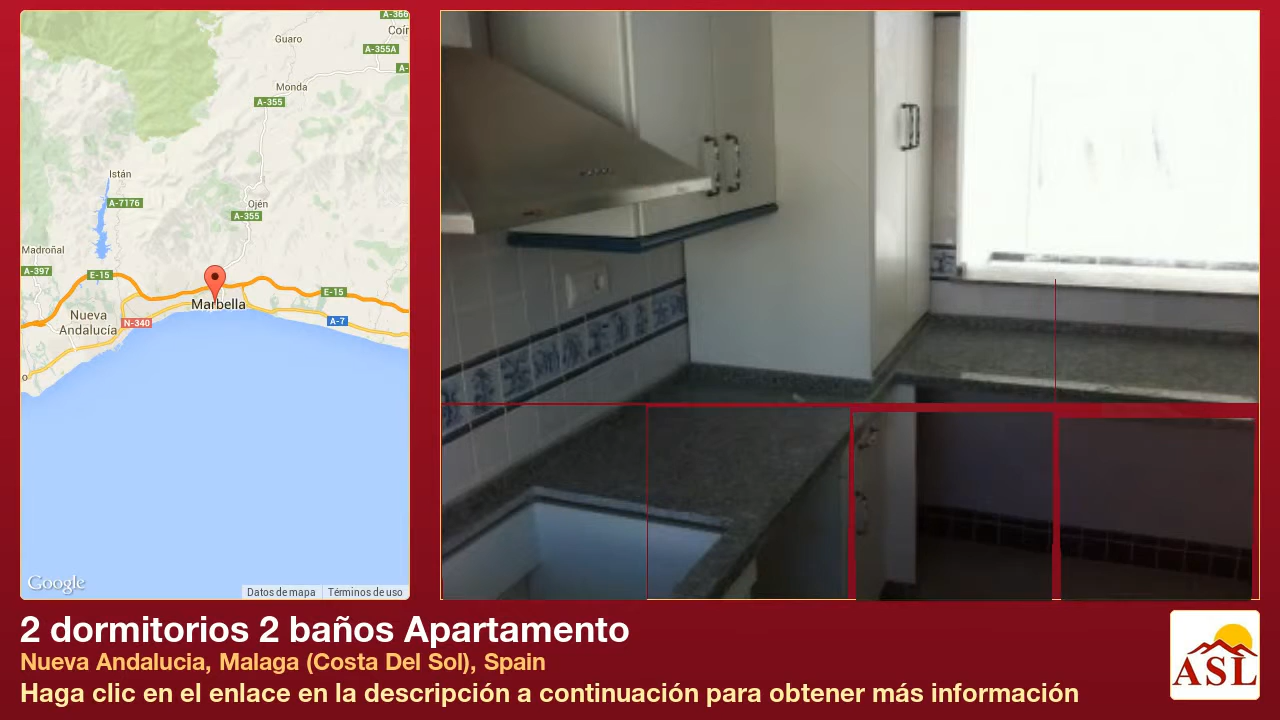 A-366
Coín
Guaro
A-355A
A-
Monda
A-355
Istán
A-7176
Ojén
A-355
Madroñal
A-397
E-15
E-15
Marbella
Nueva
Andalucía
N-340
A-7
o
Google
Datos de mapa
Términos de uso
2 dormitorios 2 baños Apartamento
Nueva Andalucia, Malaga (Costa Del Sol), Spain
Haga clic en el enlace en la descripción a continuación para obtener más información
ASL